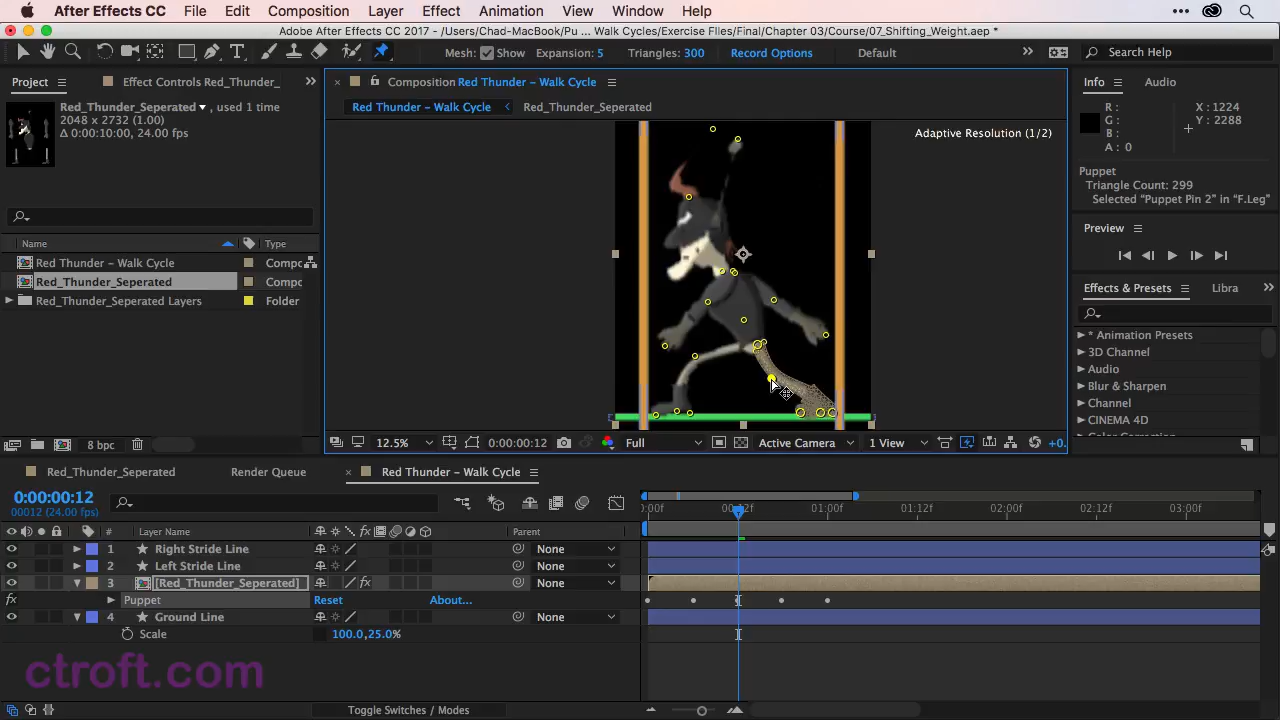 After Effects CC File Edit Composition Layer Effect Animation View Window Help
Adobe After Effects CC 2017 - /Users/Chad-MacBook/Pu ... Walk Cycles/Exercise FIles/Final/Chapter 03/Course/07_Shifting_Weight.aep *
Mesh: Show Expansion: 5 Triangles: 300 Record Options Default » Search Help
Project Effect Controls Red_Thunder_ »
Composition Red Thunder – Walk Cycle
Info Audio
Red_Thunder_Seperated , used 1 time
2048 x 2732 (1.00)
Δ 0:00:10:00, 24.00 fps
Red Thunder – Walk Cycle Red_Thunder_Seperated
Adaptive Resolution (1/2)
R:
G:
B:
A: 0
X: 1224
Y: 2288
Puppet
Triangle Count: 299
Selected "Puppet Pin 2" in "F.Leg"
Preview
Name Type
Red Thunder – Walk Cycle Compc
Red_Thunder_Seperated Compc
Red_Thunder_Seperated Layers Folder
Effects & Presets Libra »
* Animation Presets
3D Channel
Audio
Blur & Sharpen
Channel
CINEMA 4D
8 bpc
12.5% 0:00:00:12 Full Active Camera 1 View +0.
Red_Thunder_Seperated Render Queue Red Thunder – Walk Cycle
0:00:00:12
00012 (24.00 fps)
:00f 00:12f 01:00f 01:12f 02:00f 02:12f 03:00f
# Layer Name fx Parent
1 Right Stride Line None
2 Left Stride Line None
3 [Red_Thunder_Seperated] fx None
fx Puppet Reset About...
4 Ground Line None
Scale 100.0,25.0%
ctroft.com
Toggle Switches / Modes